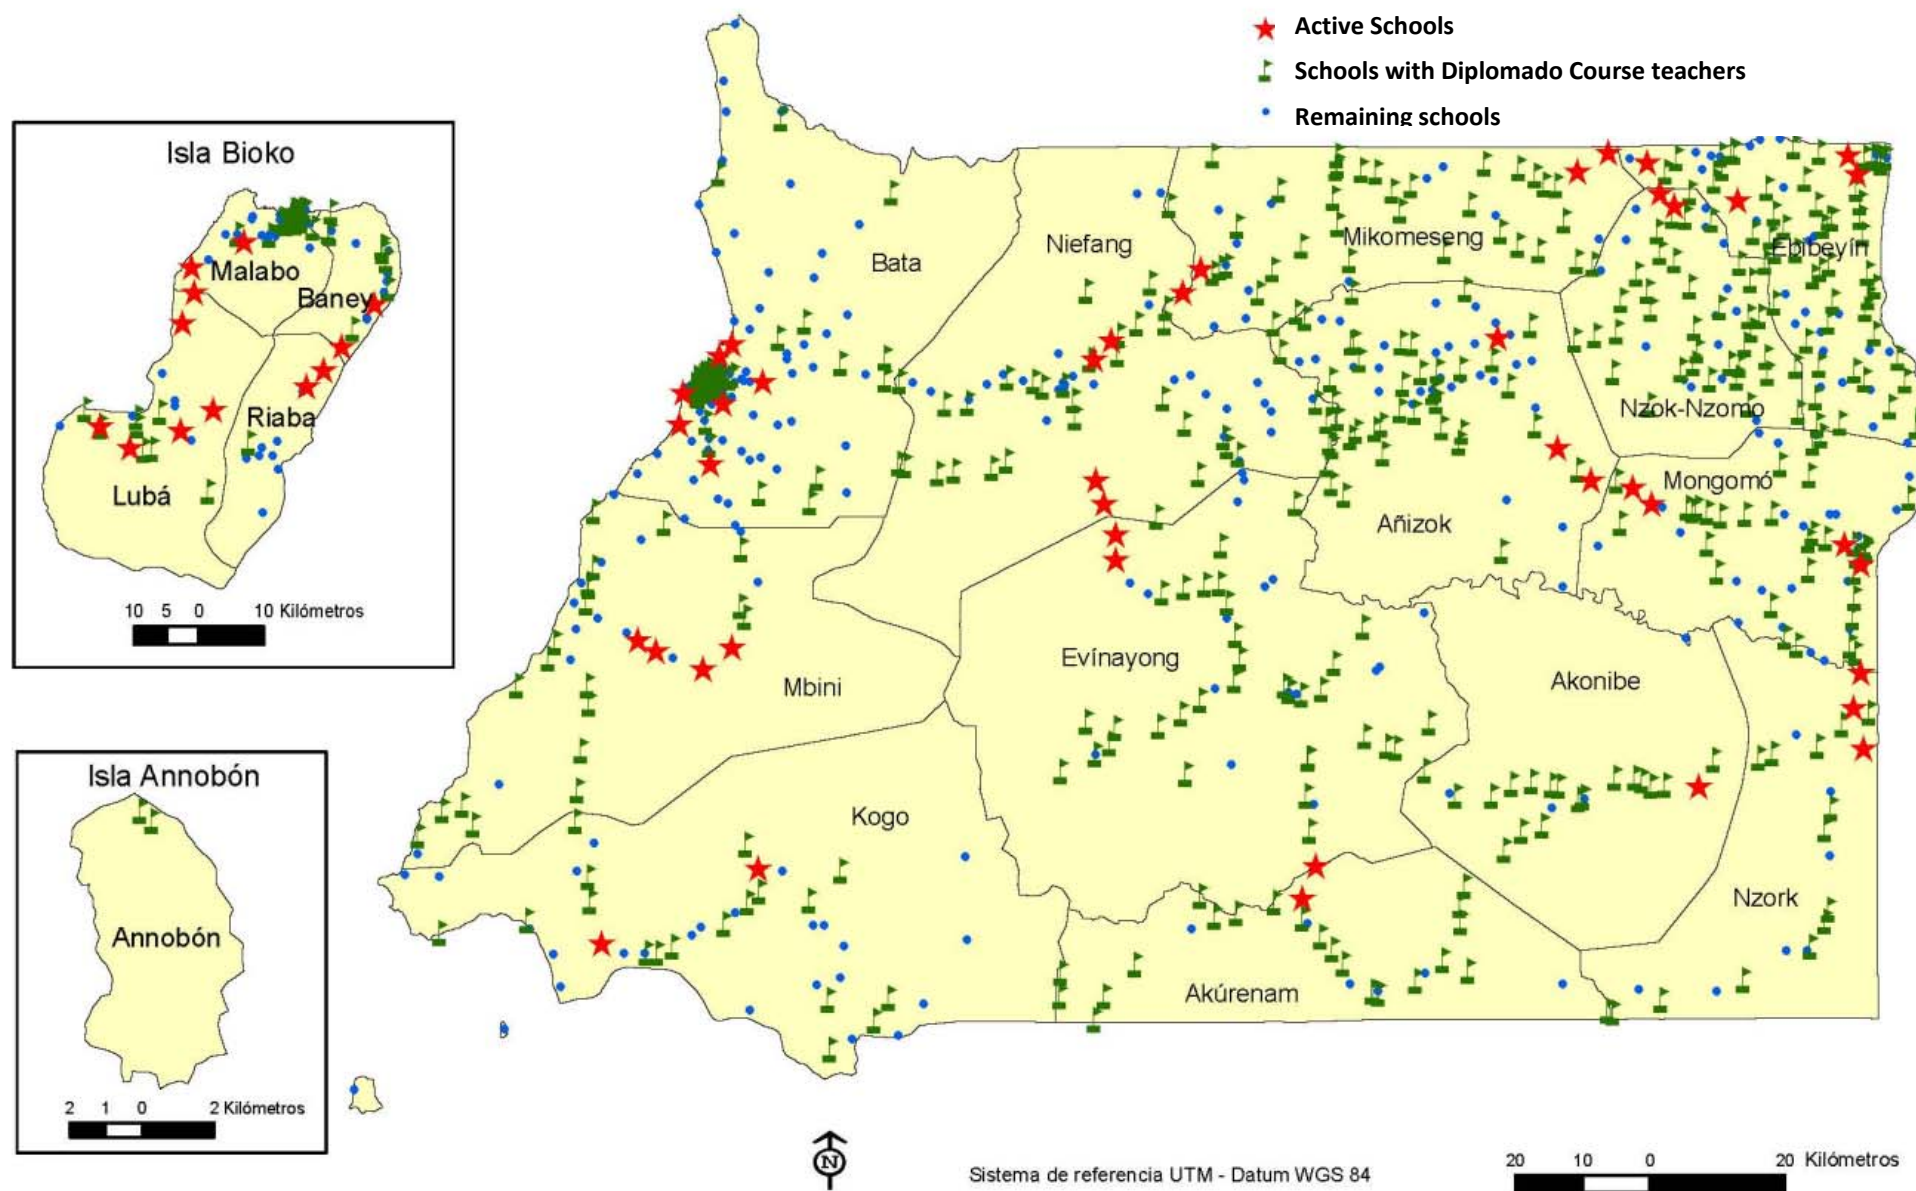 Active Schools
Schools with Diplomado Course teachers
Remaining schools
Isla Bioko
Malabo
Baney
Riaba
Lubá
10 5 0 10 Kilómetros
Isla Annobón
Annobón
2 1 0 2 Kilómetros
Bata
Niefang
Mikomeseng
Ebibeyín
Nzok-Nzomo
Mongomó
Añizok
Evínayong
Akonibe
Mbini
Kogo
Nzork
Akúrenam
N
Sistema de referencia UTM - Datum WGS 84
20 10 0 20 Kilómetros